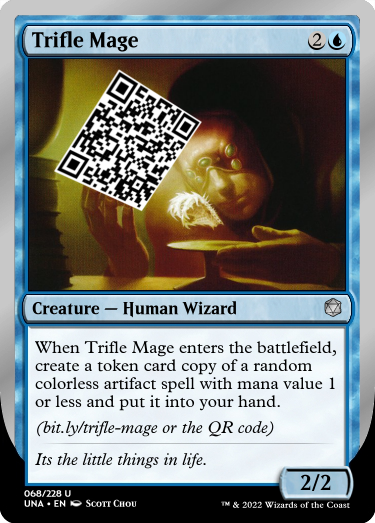 Trifle Mage 2
Creature — Human Wizard
When Trifle Mage enters the battlefield,
create a token card copy of a random
colorless artifact spell with mana value 1
or less and put it into your hand.
(bit.ly/trifle-mage or the QR code)
Its the little things in life.
2/2
068/228 U
UNA • EN Scott Chou
™ & 2022 Wizards of the Coast